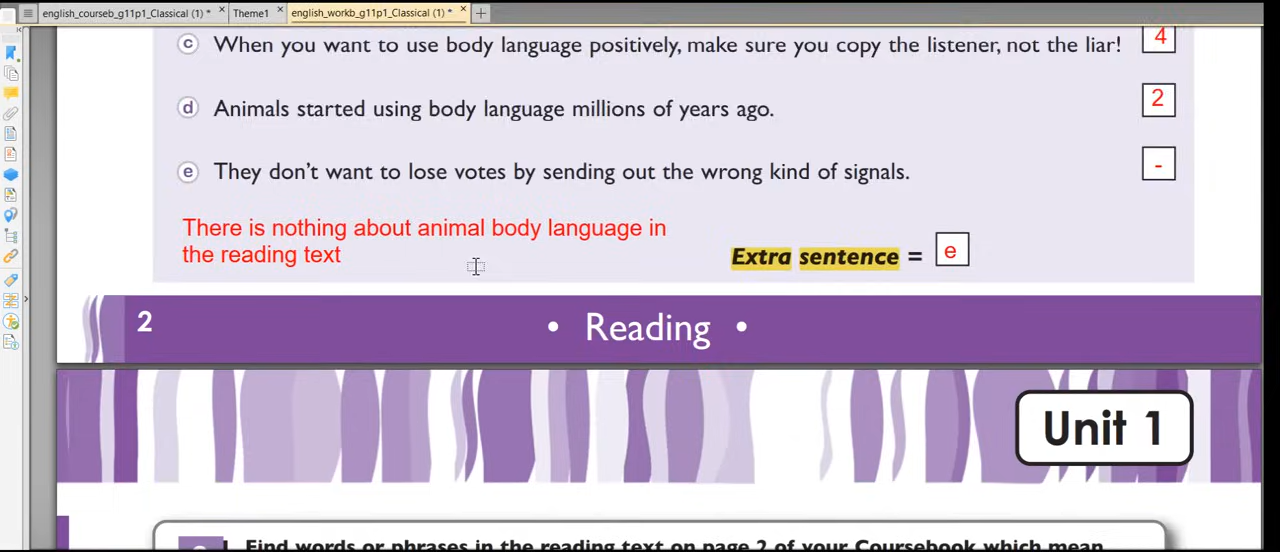 english_courseb_g11p1_Classical (1) * × Theme1 × english_workb_g11p1_Classical (1) * ×
c When you want to use body language positively, make sure you copy the listener, not the liar! 4
d Animals started using body language millions of years ago. 2
e They don't want to lose votes by sending out the wrong kind of signals. -
There is nothing about animal body language in
the reading text
Extra sentence = e
2 • Reading •
Unit 1
1. Find words or phrases in the reading text on page 2 of your Coursebook which mean